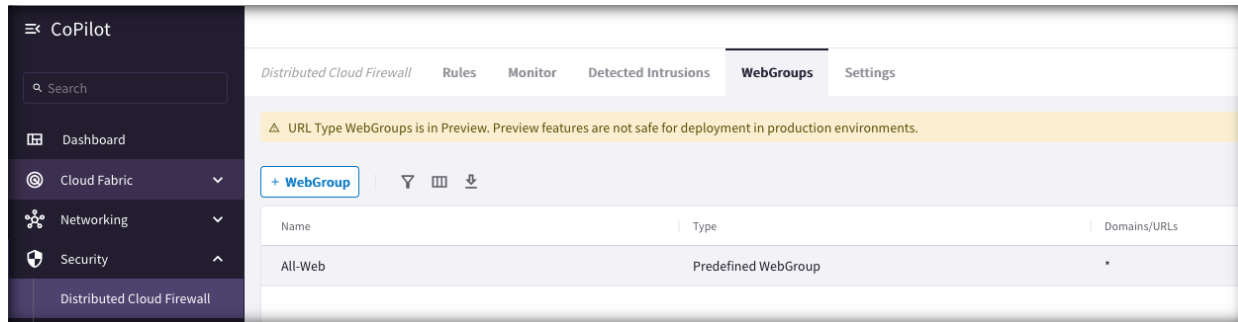 CoPilot
Search
Dashboard
Cloud Fabric
Networking
Security
Distributed Cloud Firewall
Distributed Cloud Firewall Rules Monitor Detected Intrusions WebGroups Settings
URL Type WebGroups is in Preview. Preview features are not safe for deployment in production environments.
+ WebGroup
Name Type Domains/URLs
All-Web Predefined WebGroup *